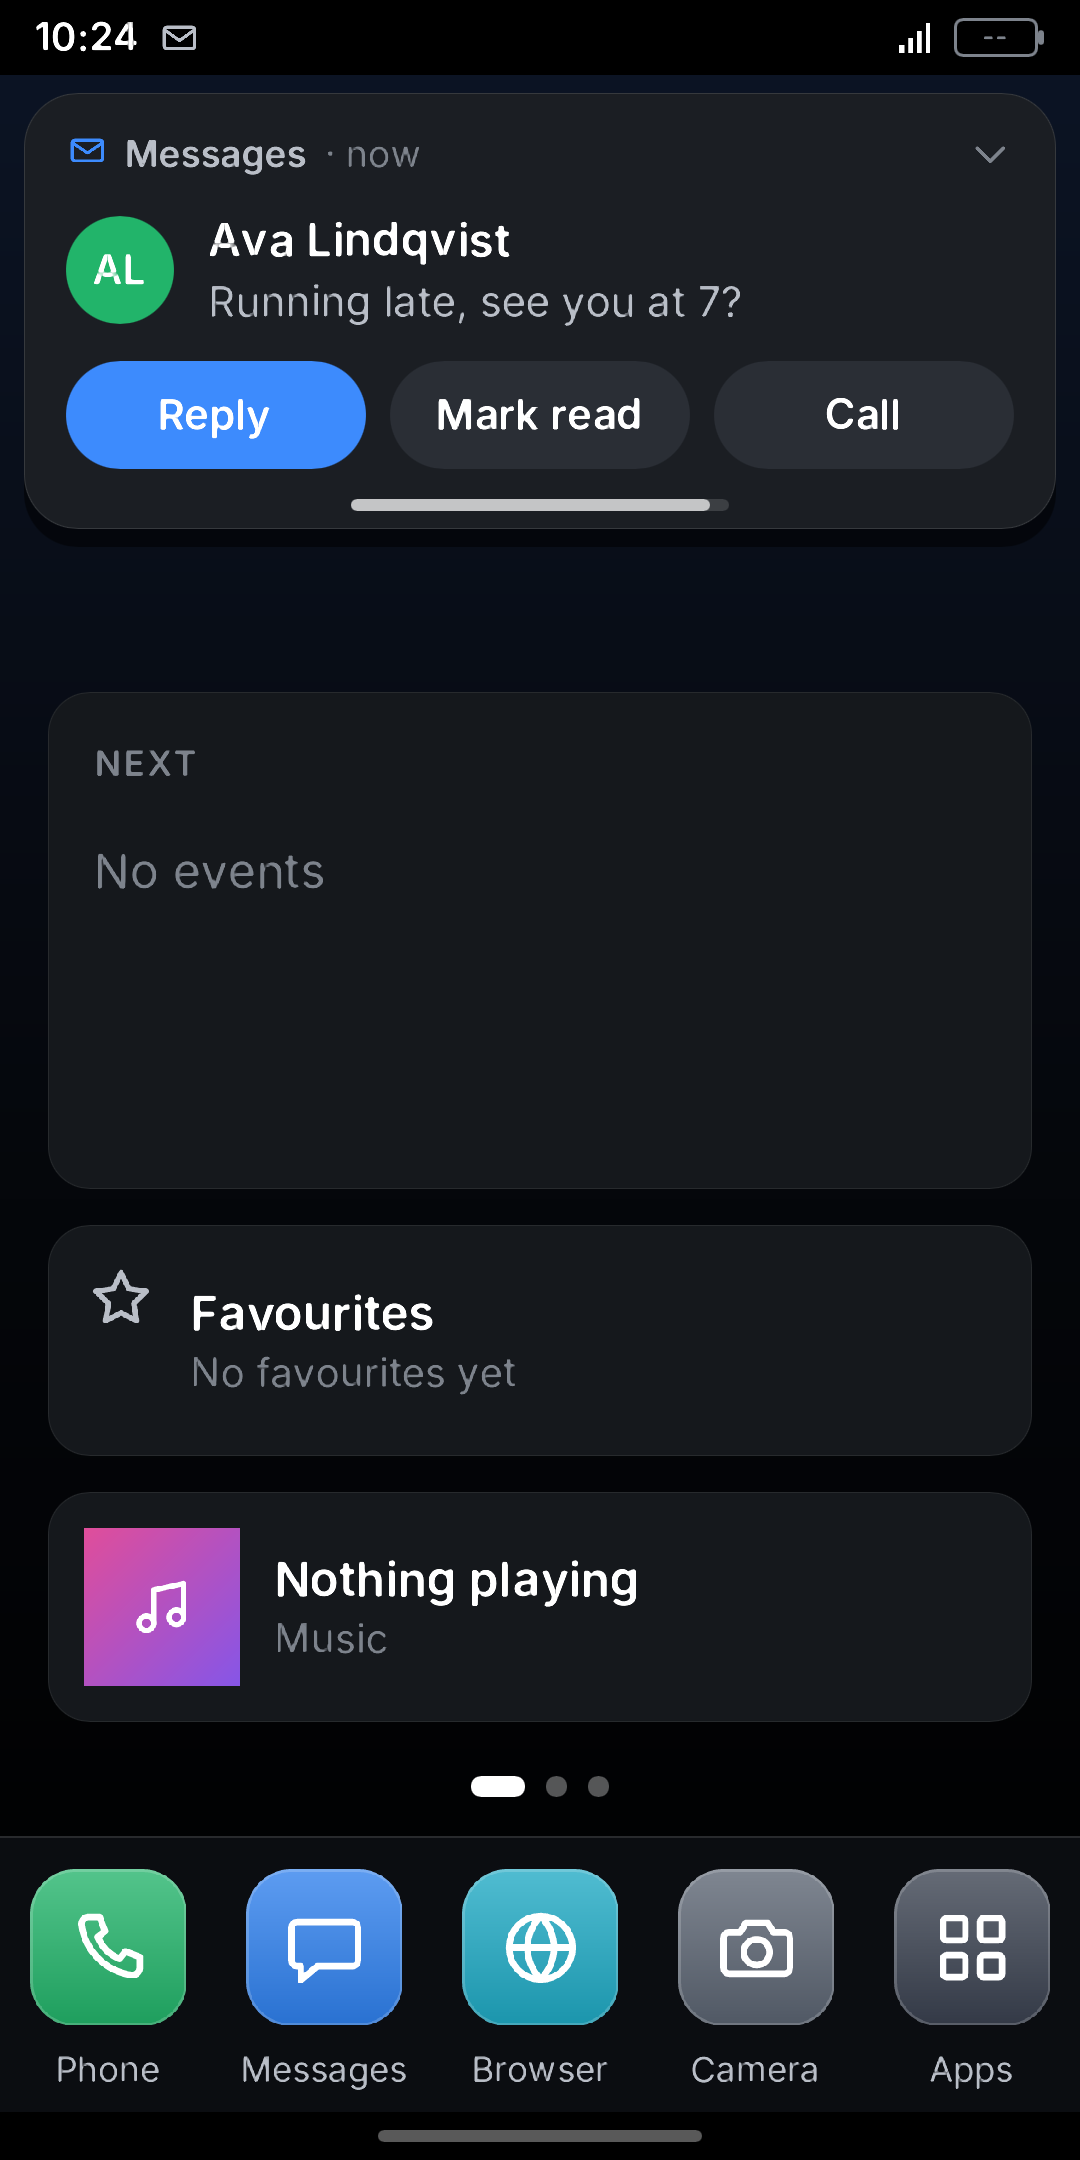 10:24
--
Messages · now
AL
Ava Lindqvist
Running late, see you at 7?
Reply
Mark read
Call
NEXT
No events
Favourites
No favourites yet
Nothing playing
Music
Phone
Messages
Browser
Camera
Apps